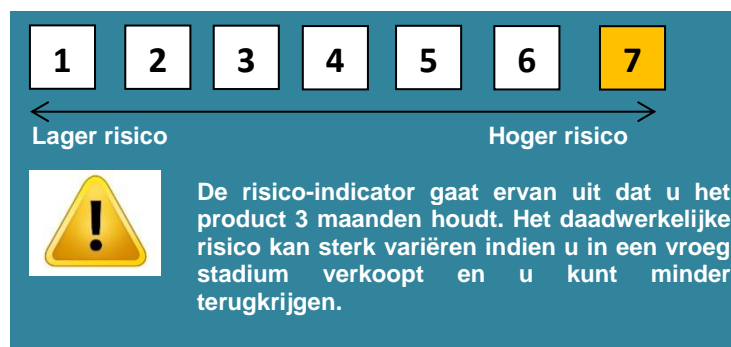 1 2 3 4 5 6 7
Lager risico Hoger risico
De risico-indicator gaat ervan uit dat u het
product 3 maanden houdt. Het daadwerkelijke
risico kan sterk variëren indien u in een vroeg
stadium verkoopt en u kunt minder
terugkrijgen.